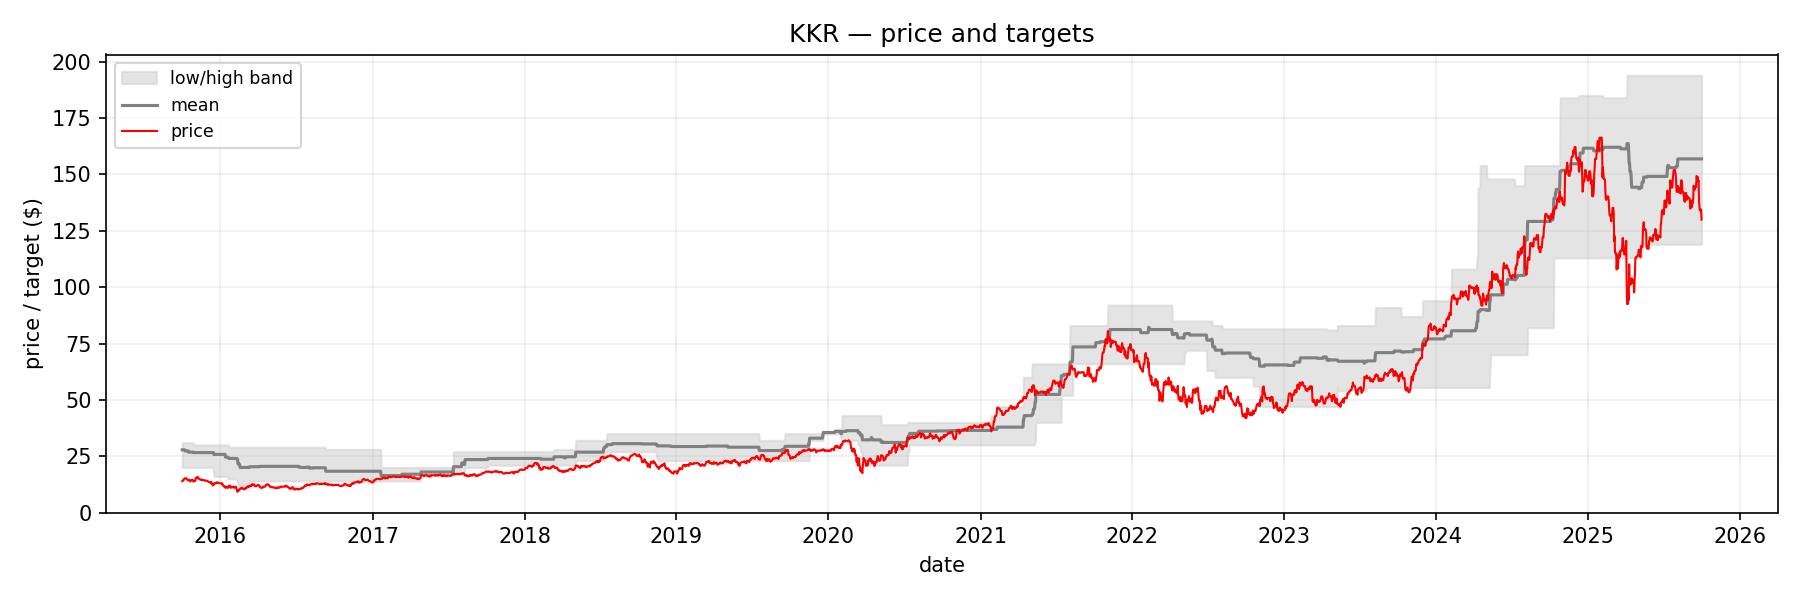 KKR — price and targets
low/high band
mean
price
price / target ($)
200
175
150
125
100
75
50
25
0
2016 2017 2018 2019 2020 2021 2022 2023 2024 2025 2026
date